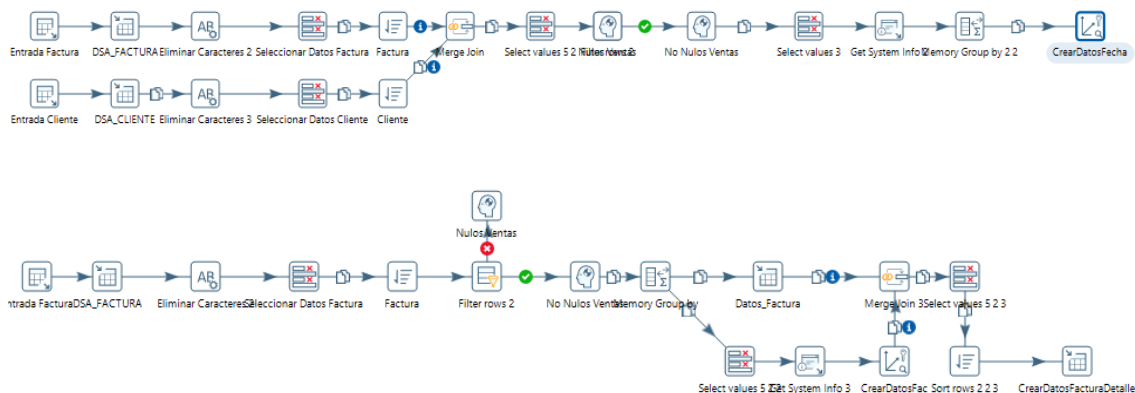 Entrada Factura DSA_FACTURA Eliminar Caracteres 2 Seleccionar Datos Factura Factura Merge Join Select values 5 2 No Nulos Ventas Select values 3 Get System Info Memory Group by 2 2 CrearDatosFecha
Entrada Cliente DSA_CLIENTE Eliminar Caracteres 3 Seleccionar Datos Cliente Cliente
Nulos Ventas
Entrada Factura DSA_FACTURA Eliminar Caracteres Seleccionar Datos Factura Factura Filter rows 2 No Nulos Ventas Memory Group by Datos_Factura Merge Join 3 Select values 5 2 3
Select values 5 2 2 Get System Info 3 CrearDatosFac Sort rows 2 2 3 CrearDatosFacturaDetalle